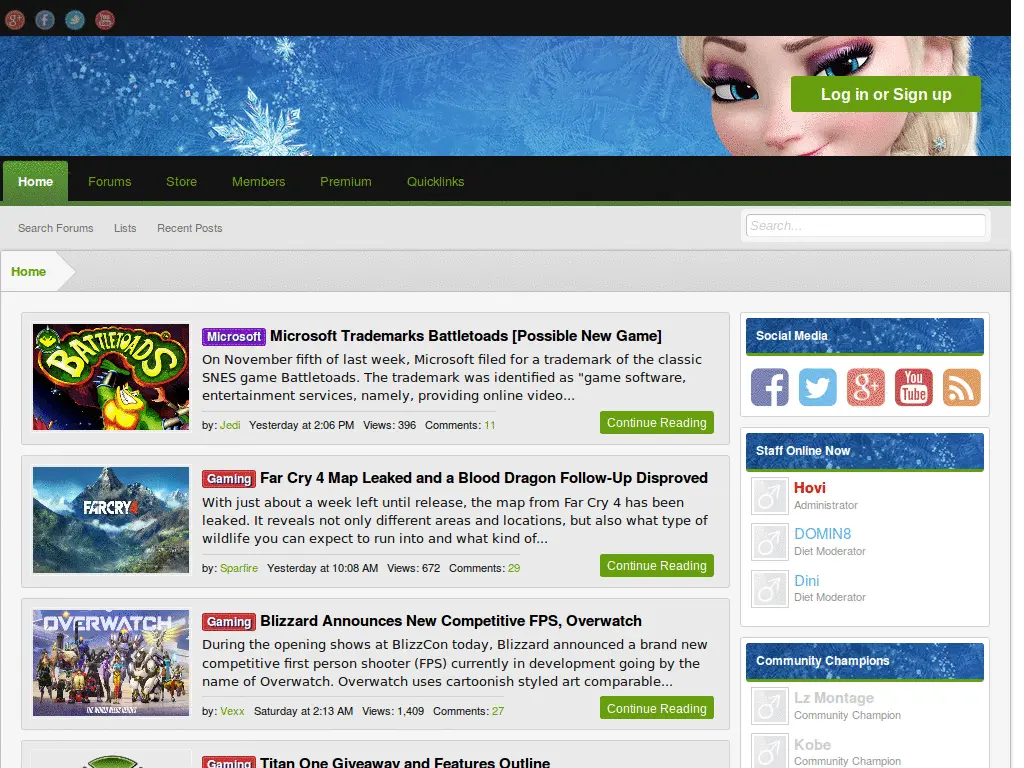 Log in or Sign up
Home Forums Store Members Premium Quicklinks
Search Forums Lists Recent Posts
Search...
Home
BATTLETOADS
Microsoft Microsoft Trademarks Battletoads [Possible New Game]
On November fifth of last week, Microsoft filed for a trademark of the classic
SNES game Battletoads. The trademark was identified as "game software,
entertainment services, namely, providing online video...
by: Jedi Yesterday at 2:06 PM Views: 396 Comments: 11
Continue Reading
FARCRY4
Gaming Far Cry 4 Map Leaked and a Blood Dragon Follow-Up Disproved
With just about a week left until release, the map from Far Cry 4 has been
leaked. It reveals not only different areas and locations, but also what type of
wildlife you can expect to run into and what kind of...
by: Sparfire Yesterday at 10:08 AM Views: 672 Comments: 29
Continue Reading
OVERWATCH
THE WORLD NEEDS HEROES
Gaming Blizzard Announces New Competitive FPS, Overwatch
During the opening shows at BlizzCon today, Blizzard announced a brand new
competitive first person shooter (FPS) currently in development going by the
name of Overwatch. Overwatch uses cartoonish styled art comparable...
by: Vexx Saturday at 2:13 AM Views: 1,409 Comments: 27
Continue Reading
Gaming Titan One Giveaway and Features Outline
Social Media
f
g+
You
Tube
Staff Online Now
Hovi
Administrator
DOMIN8
Diet Moderator
Dini
Diet Moderator
Community Champions
Lz Montage
Community Champion
Kobe
Community Champion